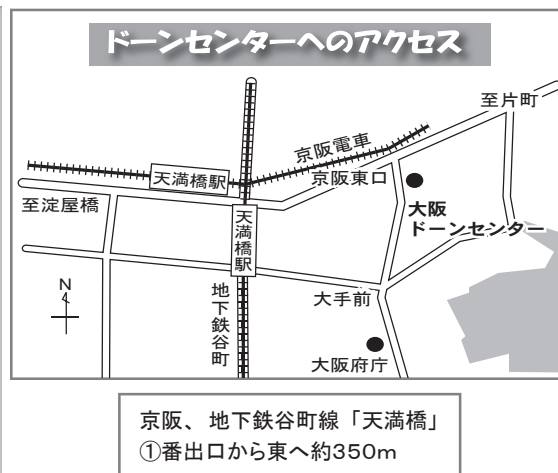 ドーンセンターへのアクセス
至片町
京阪電車
天満橋駅
京阪東口
至淀屋橋
大阪
ドーンセンター
天満橋駅
N
地下鉄谷町
大手前
大阪府庁
京阪、地下鉄谷町線「天満橋」
①番出口から東へ約350m